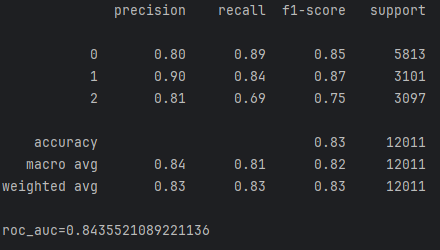 precision recall f1-score support
0 0.80 0.89 0.85 5813
1 0.90 0.84 0.87 3101
2 0.81 0.69 0.75 3097
accuracy 0.83 12011
macro avg 0.84 0.81 0.82 12011
weighted avg 0.83 0.83 0.83 12011
roc_auc=0.8435521089221136